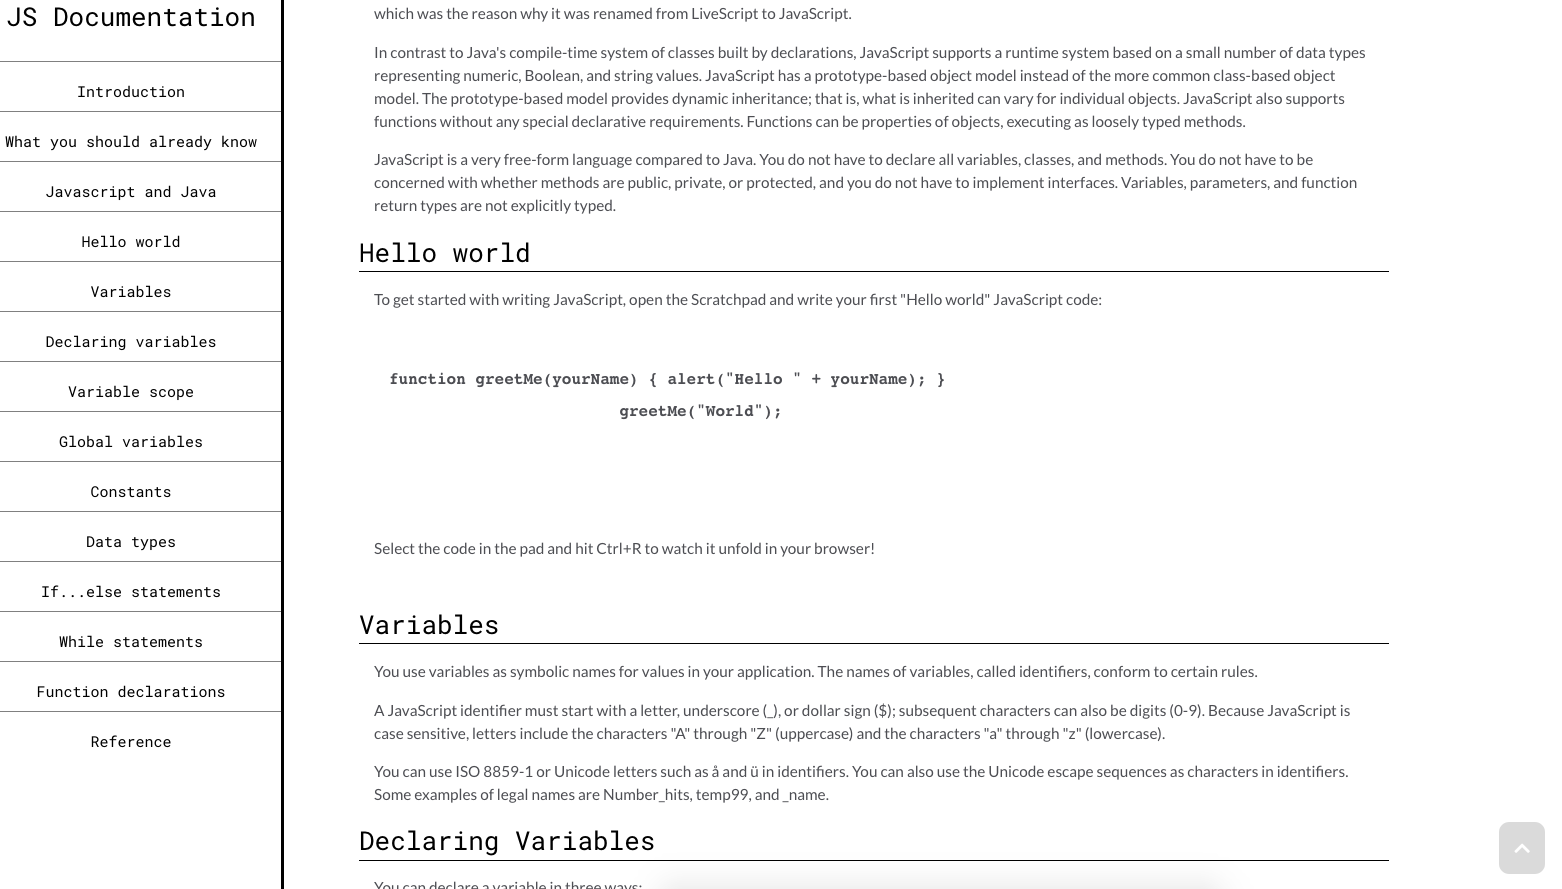 JS Documentation
Introduction
What you should already know
Javascript and Java
Hello world
Variables
Declaring variables
Variable scope
Global variables
Constants
Data types
If...else statements
While statements
Function declarations
Reference
which was the reason why it was renamed from LiveScript to JavaScript.
In contrast to Java's compile-time system of classes built by declarations, JavaScript supports a runtime system based on a small number of data types
representing numeric, Boolean, and string values. JavaScript has a prototype-based object model instead of the more common class-based object
model. The prototype-based model provides dynamic inheritance; that is, what is inherited can vary for individual objects. JavaScript also supports
functions without any special declarative requirements. Functions can be properties of objects, executing as loosely typed methods.
JavaScript is a very free-form language compared to Java. You do not have to declare all variables, classes, and methods. You do not have to be
concerned with whether methods are public, private, or protected, and you do not have to implement interfaces. Variables, parameters, and function
return types are not explicitly typed.
Hello world
To get started with writing JavaScript, open the Scratchpad and write your first "Hello world" JavaScript code:
function greetMe(yourName) { alert("Hello " + yourName); }
greetMe("World");
Select the code in the pad and hit Ctrl+R to watch it unfold in your browser!
Variables
You use variables as symbolic names for values in your application. The names of variables, called identifiers, conform to certain rules.
A JavaScript identifier must start with a letter, underscore (_), or dollar sign ($); subsequent characters can also be digits (0-9). Because JavaScript is
case sensitive, letters include the characters "A" through "Z" (uppercase) and the characters "a" through "z" (lowercase).
You can use ISO 8859-1 or Unicode letters such as å and ü in identifiers. You can also use the Unicode escape sequences as characters in identifiers.
Some examples of legal names are Number_hits, temp99, and _name.
Declaring Variables
You can declare a variable in three ways: